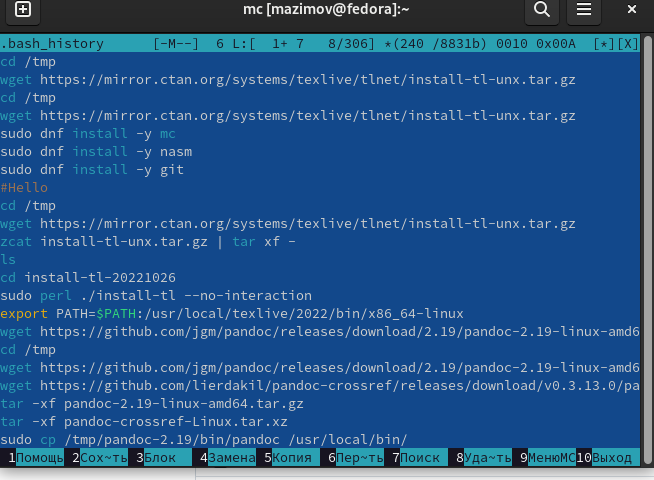 mc [mazimov@fedora]:~
.bash_history [-M--] 6 L:[ 1+ 7 8/306] *(240 /8831b) 0010 0x00A [*][X]
cd /tmp
wget https://mirror.ctan.org/systems/texlive/tlnet/install-tl-unx.tar.gz
cd /tmp
wget https://mirror.ctan.org/systems/texlive/tlnet/install-tl-unx.tar.gz
sudo dnf install -y mc
sudo dnf install -y nasm
sudo dnf install -y git
#Hello
cd /tmp
wget https://mirror.ctan.org/systems/texlive/tlnet/install-tl-unx.tar.gz
zcat install-tl-unx.tar.gz | tar xf -
ls
cd install-tl-20221026
sudo perl ./install-tl --no-interaction
export PATH=$PATH:/usr/local/texlive/2022/bin/x86_64-linux
wget https://github.com/jgm/pandoc/releases/download/2.19/pandoc-2.19-linux-amd6
cd /tmp
wget https://github.com/jgm/pandoc/releases/download/2.19/pandoc-2.19-linux-amd6
wget https://github.com/lierdakil/pandoc-crossref/releases/download/v0.3.13.0/pa
tar -xf pandoc-2.19-linux-amd64.tar.gz
tar -xf pandoc-crossref-Linux.tar.xz
sudo cp /tmp/pandoc-2.19/bin/pandoc /usr/local/bin/
1Помощь 2Сох~ть 3Блок 4Замена 5Копия 6Пер~ть 7Поиск 8Уда~ть 9МенюMC 10Выход